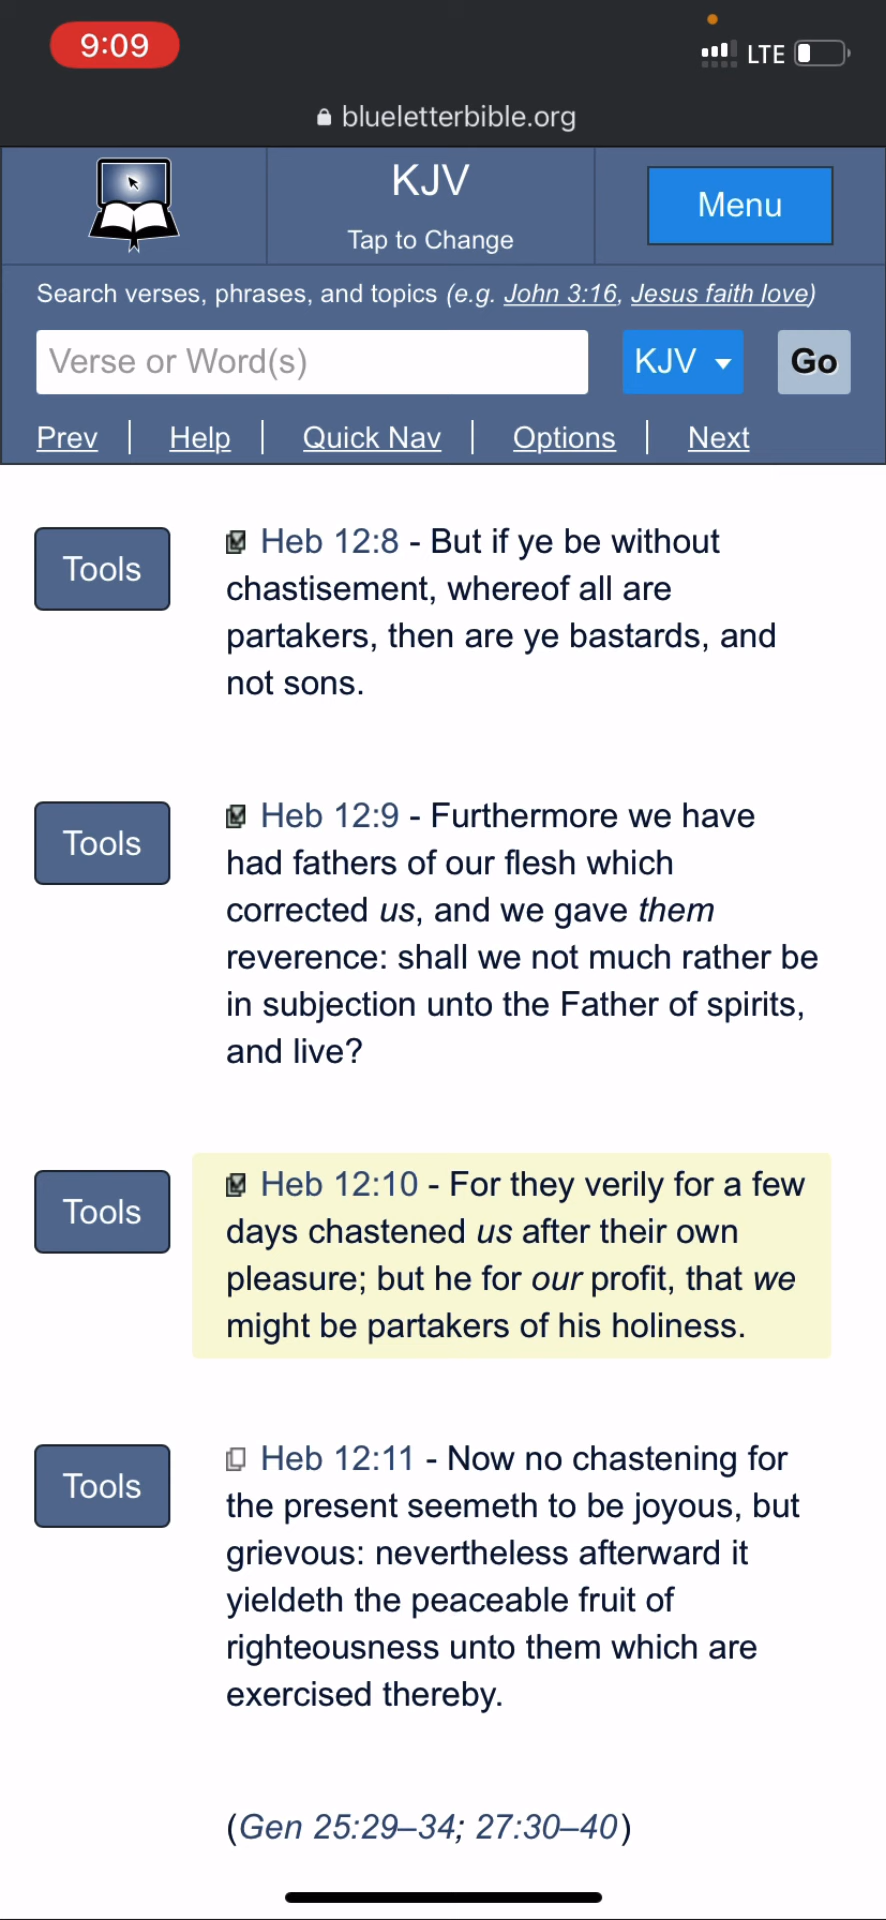 9:09
LTE
blueletterbible.org
KJV
Tap to Change
Menu
Search verses, phrases, and topics (e.g. John 3:16, Jesus faith love)
Verse or Word(s)
KJV
Go
Prev | Help | Quick Nav | Options | Next
Tools
Heb 12:8 - But if ye be without
chastisement, whereof all are
partakers, then are ye bastards, and
not sons.
Tools
Heb 12:9 - Furthermore we have
had fathers of our flesh which
corrected us, and we gave them
reverence: shall we not much rather be
in subjection unto the Father of spirits,
and live?
Tools
Heb 12:10 - For they verily for a few
days chastened us after their own
pleasure; but he for our profit, that we
might be partakers of his holiness.
Tools
Heb 12:11 - Now no chastening for
the present seemeth to be joyous, but
grievous: nevertheless afterward it
yieldeth the peaceable fruit of
righteousness unto them which are
exercised thereby.
(Gen 25:29–34; 27:30–40)